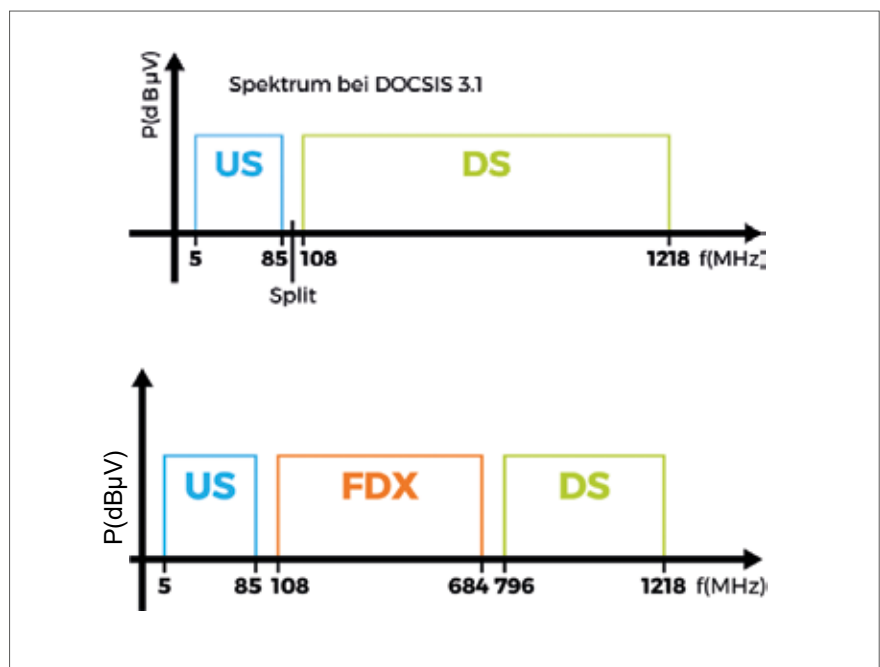 P(dBµV)
Spektrum bei DOCSIS 3.1
US
DS
5
85
108
1218
f(MHz)
Split
P(dBµV)
US
FDX
DS
5
85
108
684
796
1218
f(MHz)